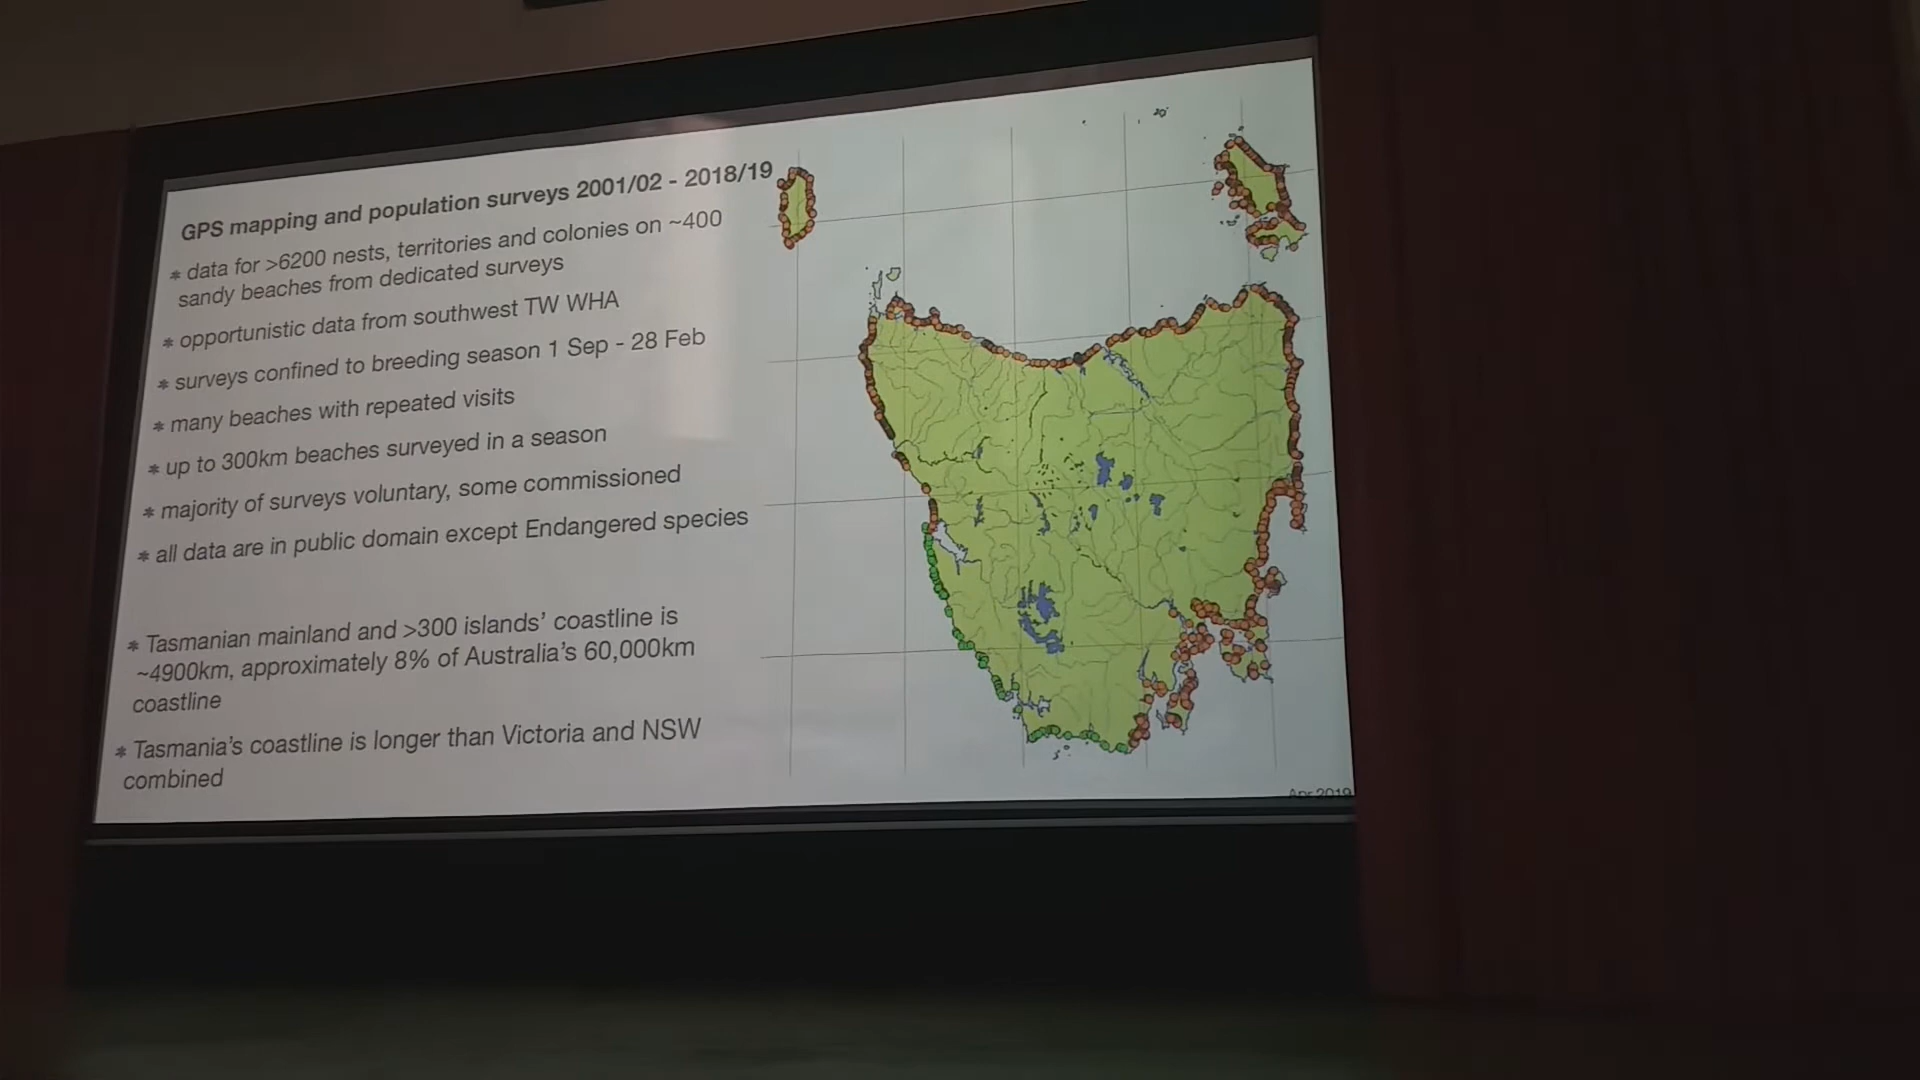 GPS mapping and population surveys 2001/02 - 2018/19
* data for >6200 nests, territories and colonies on ~400
sandy beaches from dedicated surveys
* opportunistic data from southwest TW WHA
* surveys confined to breeding season 1 Sep - 28 Feb
* many beaches with repeated visits
* up to 300km beaches surveyed in a season
* majority of surveys voluntary, some commissioned
* all data are in public domain except Endangered species
* Tasmanian mainland and >300 islands' coastline is
~4900km, approximately 8% of Australia's 60,000km
coastline
* Tasmania's coastline is longer than Victoria and NSW
combined
Apr 2019